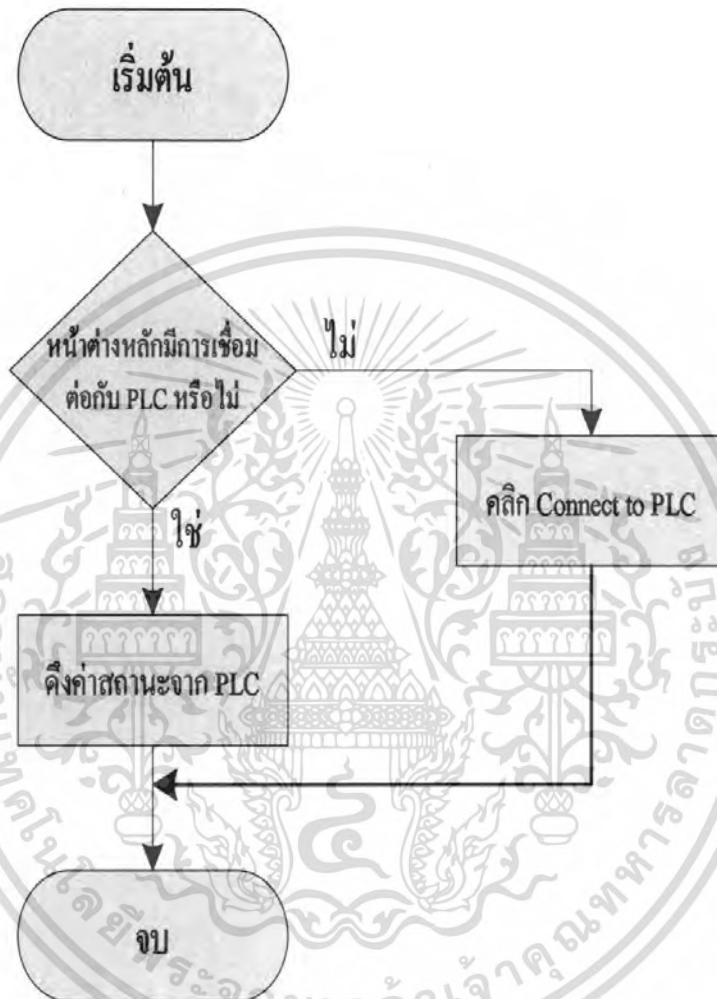 เริ่มต้น
หน้าต่างหลักมีการเชื่อม
ต่อกับ PLC หรือไม่
ไม่
คลิก Connect to PLC
ใช่
ดึงค่าสถานะจาก PLC
จบ